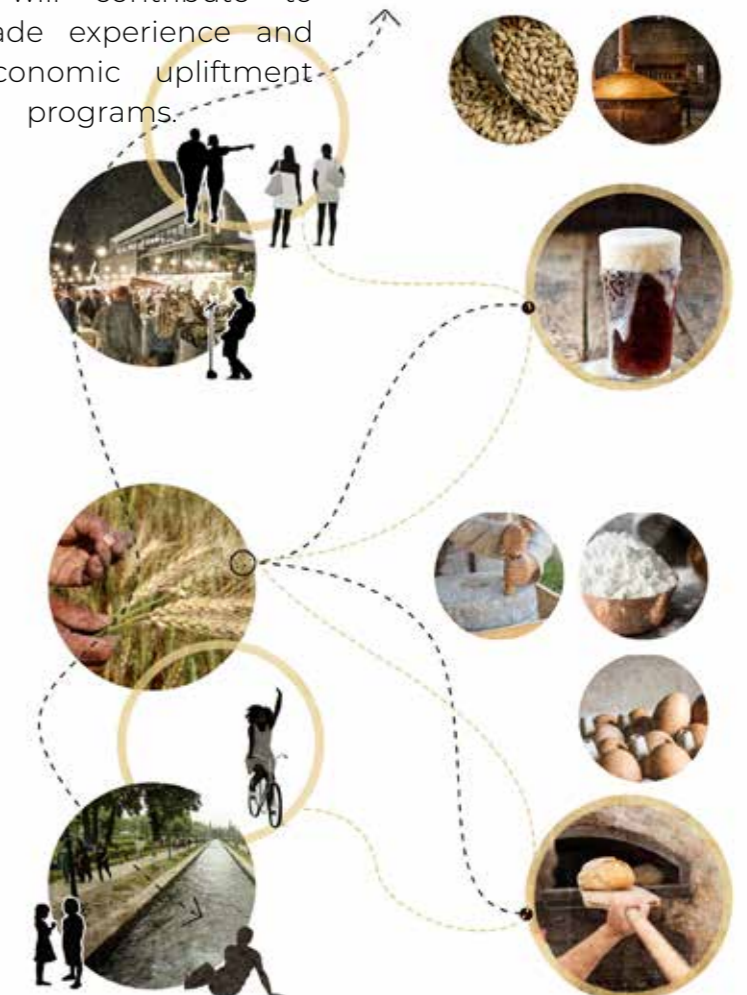 will contribute to
ade experience and
conomic upliftment
programs.